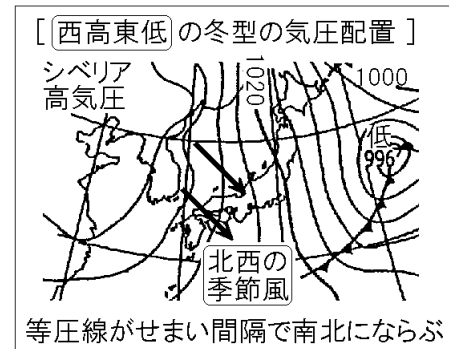 [ 西高東低 の冬型の気圧配置 ]
シベリア
高気圧
1020
1000
低
996
北西の
季節風
等圧線がせまい間隔で南北にならぶ